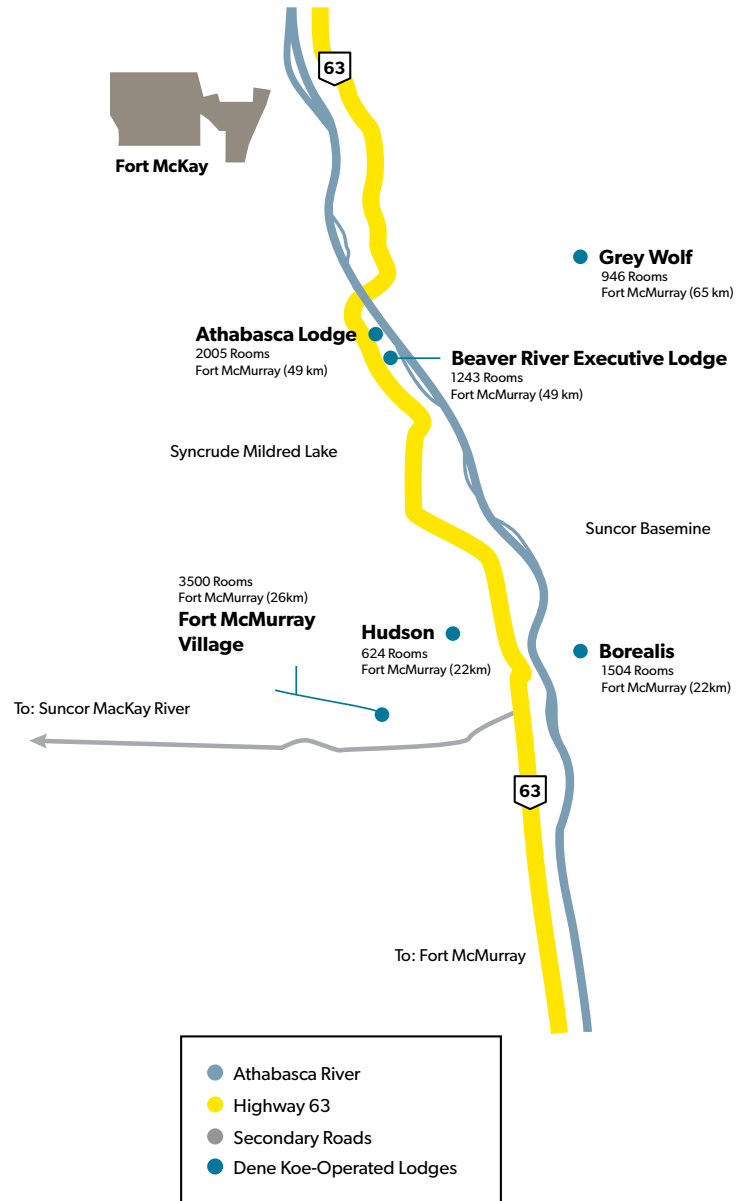 63
Fort McKay
Grey Wolf
946 Rooms
Fort McMurray (65 km)
Athabasca Lodge
2005 Rooms
Fort McMurray (49 km)
Beaver River Executive Lodge
1243 Rooms
Fort McMurray (49 km)
Syncrude Mildred Lake
Suncor Basemine
3500 Rooms
Fort McMurray (26km)
Fort McMurray
Village
Hudson
624 Rooms
Fort McMurray (22km)
Borealis
1504 Rooms
Fort McMurray (22km)
To: Suncor MacKay River
63
To: Fort McMurray
Athabasca River
Highway 63
Secondary Roads
Dene Koe-Operated Lodges